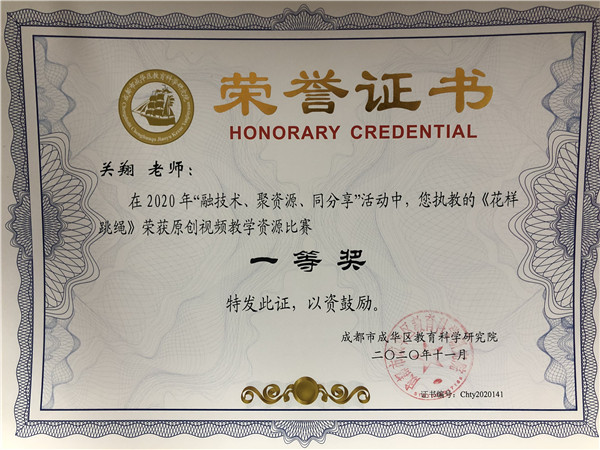 荣誉证书
HONORARY CREDENTIAL
关翔 老师：
在2020年“融技术、聚资源、同分享”活动中，您执教的《花样
跳绳》荣获原创视频教学资源比赛
一等奖
特发此证，以资鼓励。
成都市成华区教育科学研究院
二〇二〇年十一月
证书编号：Chty2020141